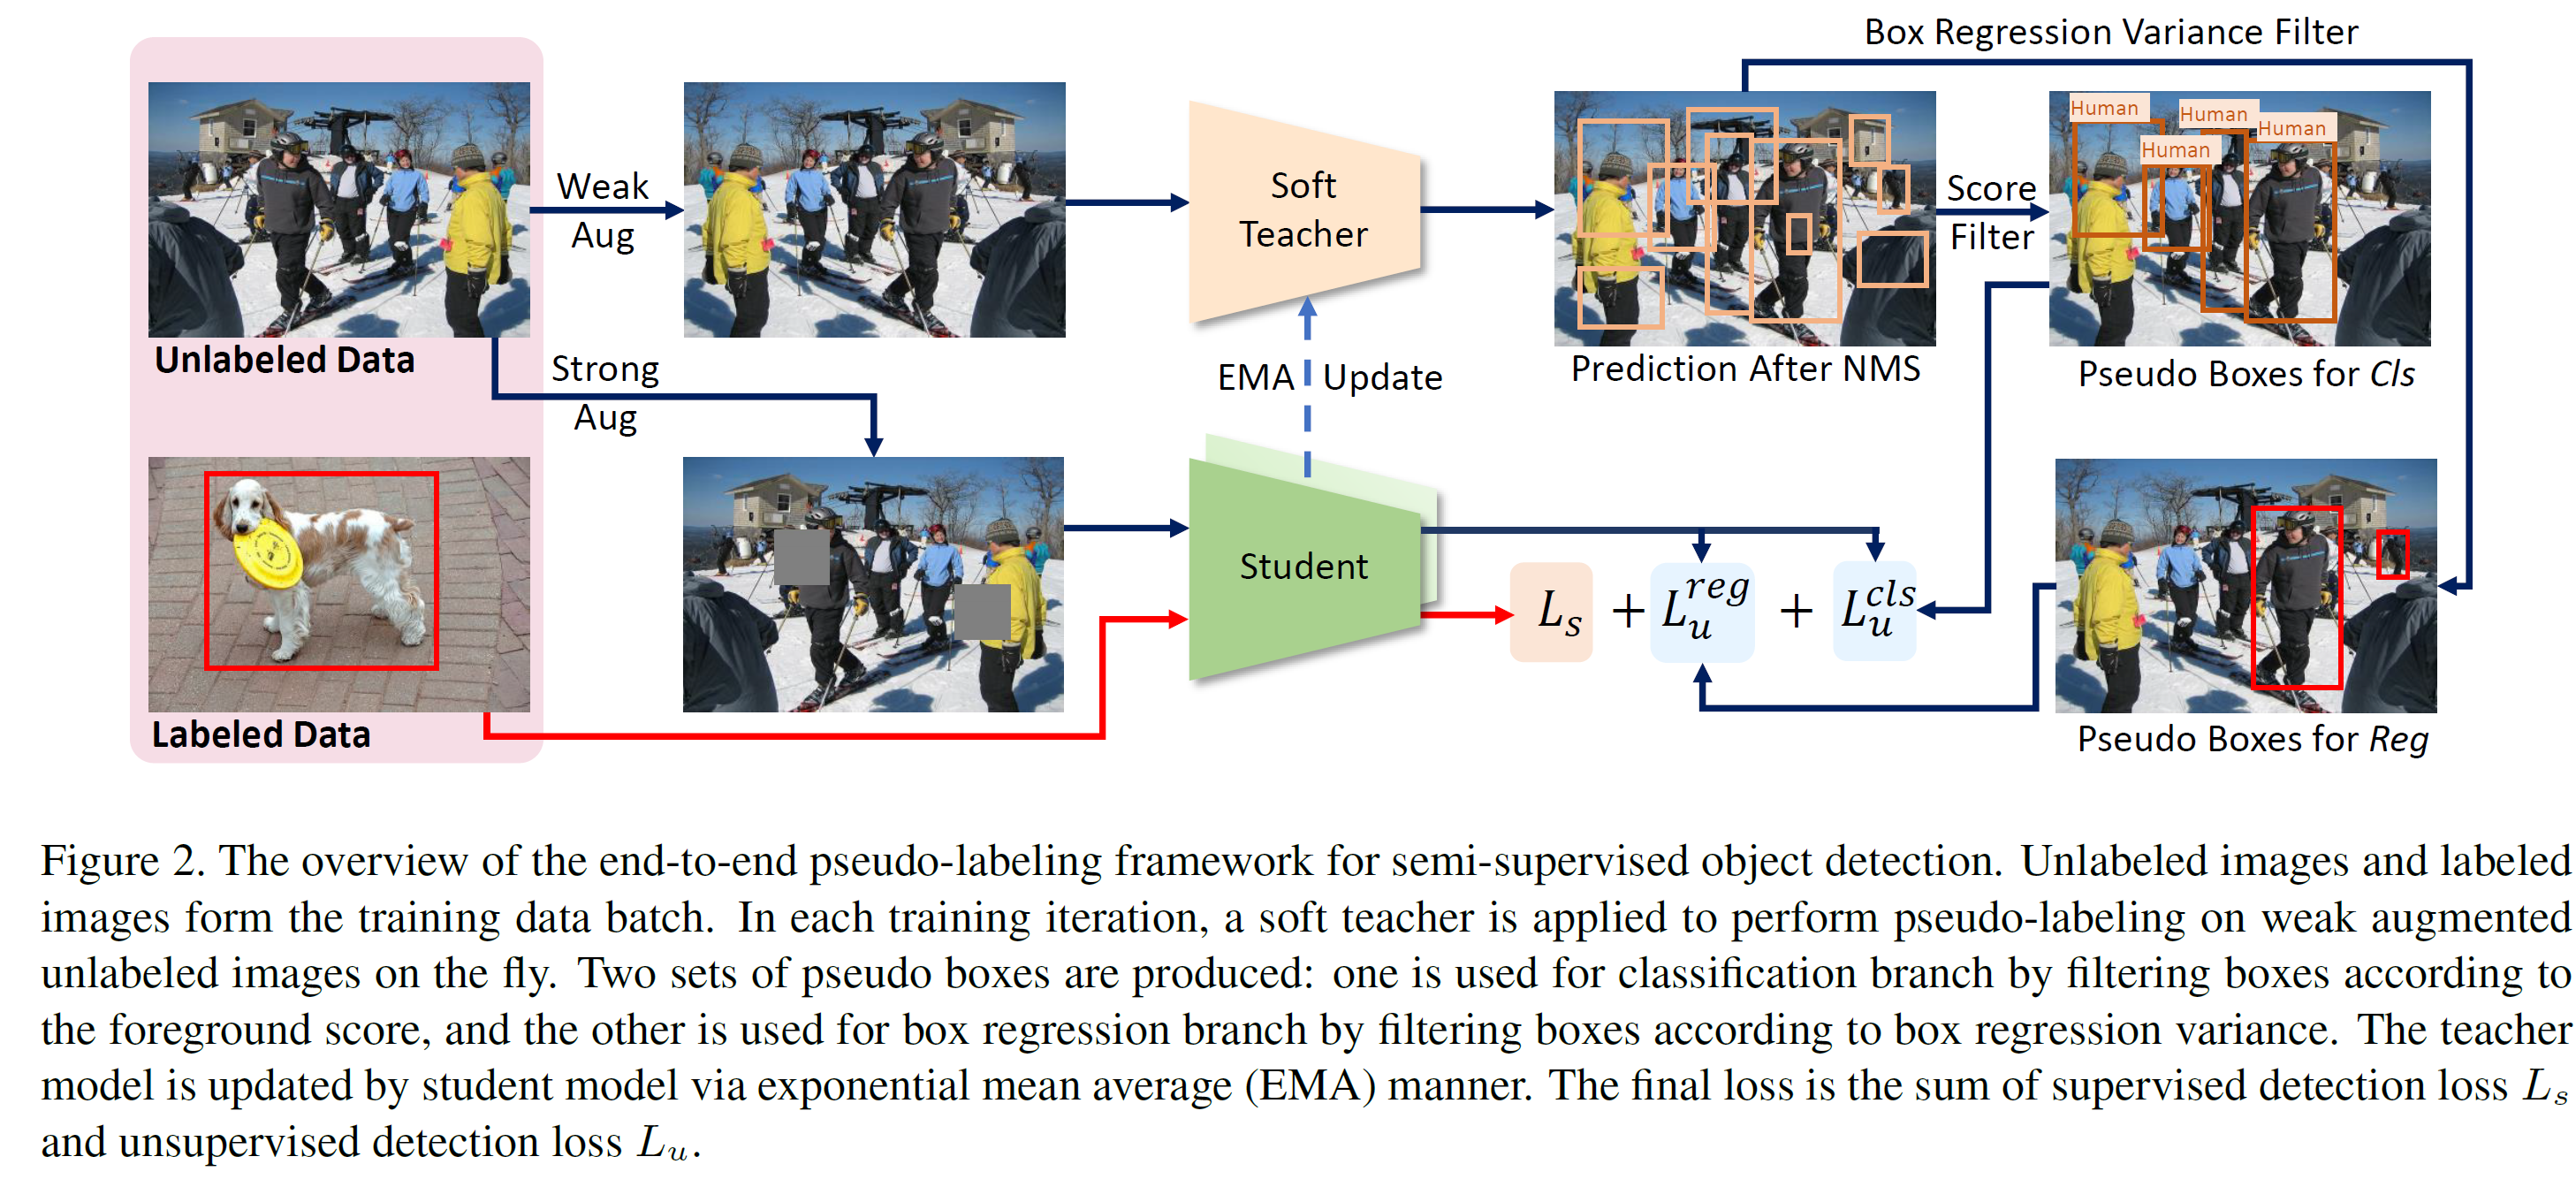 Box Regression Variance Filter
Human
Human
Human
Human
Weak
Aug
Soft
Teacher
Score
Filter
Unlabeled Data
Strong
Aug
EMA Update
Prediction After NMS
Pseudo Boxes for Cls
Student
L_s + L_u^{reg} + L_u^{cls}
Labeled Data
Pseudo Boxes for Reg
Figure 2. The overview of the end-to-end pseudo-labeling framework for semi-supervised object detection. Unlabeled images and labeled
images form the training data batch. In each training iteration, a soft teacher is applied to perform pseudo-labeling on weak augmented
unlabeled images on the fly. Two sets of pseudo boxes are produced: one is used for classification branch by filtering boxes according to
the foreground score, and the other is used for box regression branch by filtering boxes according to box regression variance. The teacher
model is updated by student model via exponential mean average (EMA) manner. The final loss is the sum of supervised detection loss L_s
and unsupervised detection loss L_u.